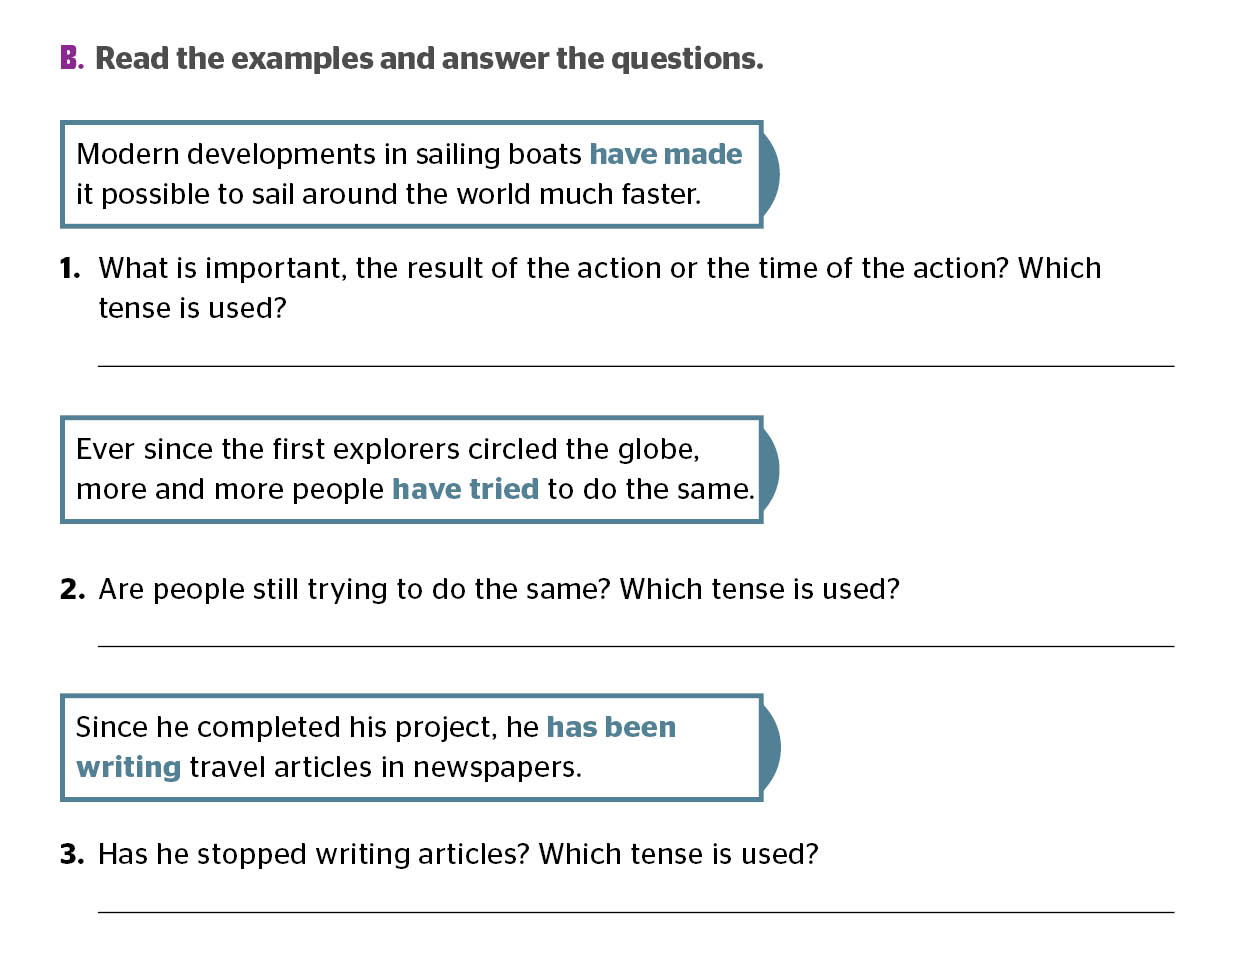 B. Read the examples and answer the questions.
Modern developments in sailing boats have made
it possible to sail around the world much faster.
1. What is important, the result of the action or the time of the action? Which
tense is used?
Ever since the first explorers circled the globe,
more and more people have tried to do the same.
2. Are people still trying to do the same? Which tense is used?
Since he completed his project, he has been
writing travel articles in newspapers.
3. Has he stopped writing articles? Which tense is used?